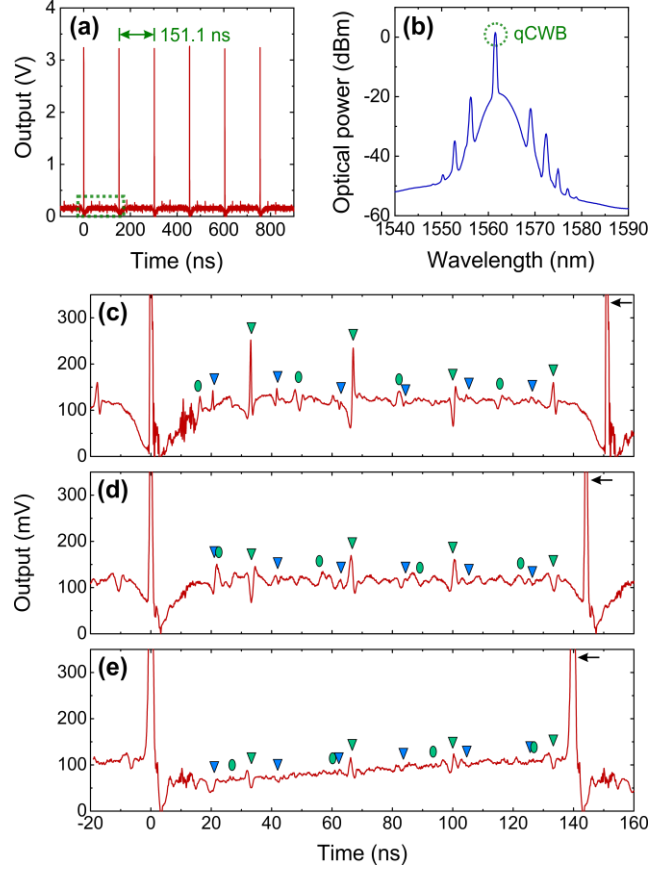 (a)
151.1 ns
Output (V)
4
3
2
1
0
0 200 400 600 800
Time (ns)
(b)
qCWB
Optical power (dBm)
0
-20
-40
-60
1540 1550 1560 1570 1580 1590
Wavelength (nm)
(c)
300
200
100
0
(d)
300
200
100
0
Output (mV)
(e)
300
200
100
0
-20 0 20 40 60 80 100 120 140 160
Time (ns)